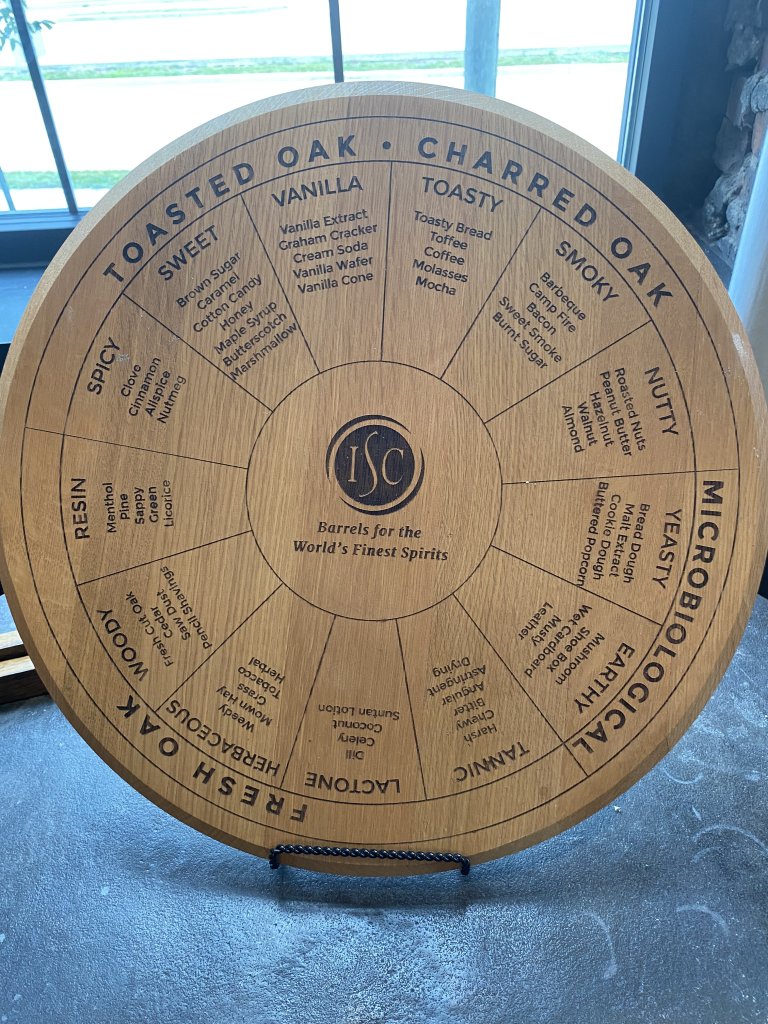 TOASTED OAK • CHARRED OAK
VANILLA
Vanilla Extract
Graham Cracker
Cream Soda
Vanilla Wafer
Vanilla Cone
TOASTY
Toasty Bread
Toffee
Coffee
Molasses
Mocha
SMOKY
Barbeque
Camp Fire
Bacon
Sweet Smoke
Burnt Sugar
NUTTY
Roasted Nuts
Peanut Butter
Hazelnut
Walnut
Almond
MICROBIOLOGICAL
YEASTY
Bread Dough
Malt Extract
Cookie Dough
Buttered Popcorn
EARTHY
Mushroom
Shoe Box
Wet Cardboard
Musty
Leather
FRESH OAK
TANNIC
Harsh
Chewy
Bitter
Angular
Astringent
Drying
LACTONE
Dill
Celery
Coconut
Suntan Lotion
HERBACEOUS
Weedy
Mown Hay
Grass
Tobacco
Herbal
WOODY
Fresh Cut Oak
Cedar
Saw Dust
Pencil Shavings
RESIN
Menthol
Pine
Sappy
Green
Licorice
SPICY
Clove
Cinnamon
Allspice
Nutmeg
SWEET
Brown Sugar
Caramel
Cotton Candy
Honey
Maple Syrup
Butterscotch
Marshmallow
ISC
Barrels for the
World's Finest Spirits